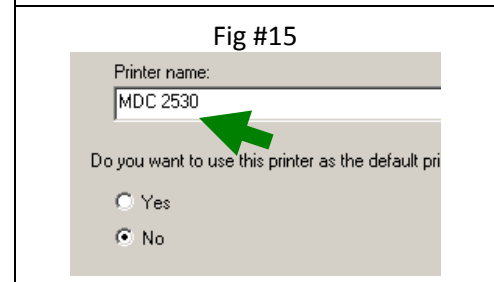 Fig #15
Printer name:
MDC 2530
Do you want to use this printer as the default pri
Yes
No